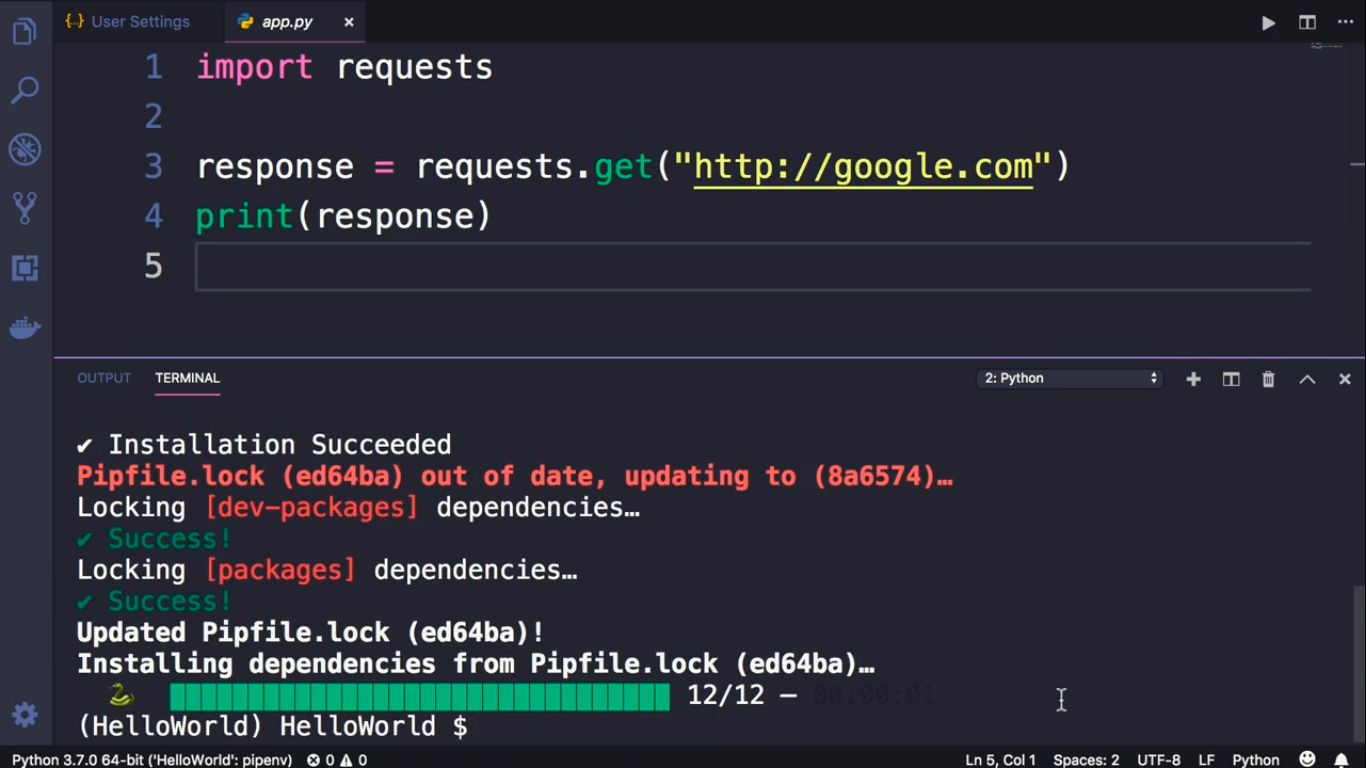 {..} User Settings app.py ×
1 import requests
2
3 response = requests.get("http://google.com")
4 print(response)
5
OUTPUT TERMINAL 2: Python
✔ Installation Succeeded
Pipfile.lock (ed64ba) out of date, updating to (8a6574)…
Locking [dev-packages] dependencies…
✔ Success!
Locking [packages] dependencies…
✔ Success!
Updated Pipfile.lock (ed64ba)!
Installing dependencies from Pipfile.lock (ed64ba)…
12/12 — 00:00:01
(HelloWorld) HelloWorld $
Python 3.7.0 64-bit ('HelloWorld': pipenv) 0 0 Ln 5, Col 1 Spaces: 2 UTF-8 LF Python